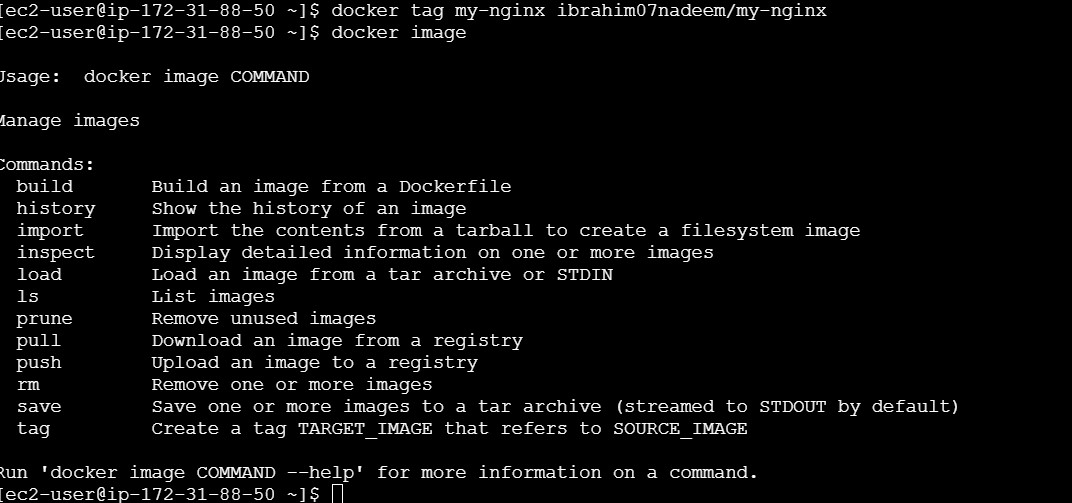 [ec2-user@ip-172-31-88-50 ~]$ docker tag my-nginx ibrahim07nadeem/my-nginx
[ec2-user@ip-172-31-88-50 ~]$ docker image
Usage:  docker image COMMAND
Manage images
Commands:
  build       Build an image from a Dockerfile
  history     Show the history of an image
  import      Import the contents from a tarball to create a filesystem image
  inspect     Display detailed information on one or more images
  load        Load an image from a tar archive or STDIN
  ls          List images
  prune       Remove unused images
  pull        Download an image from a registry
  push        Upload an image to a registry
  rm          Remove one or more images
  save        Save one or more images to a tar archive (streamed to STDOUT by default)
  tag         Create a tag TARGET_IMAGE that refers to SOURCE_IMAGE
Run 'docker image COMMAND --help' for more information on a command.
[ec2-user@ip-172-31-88-50 ~]$